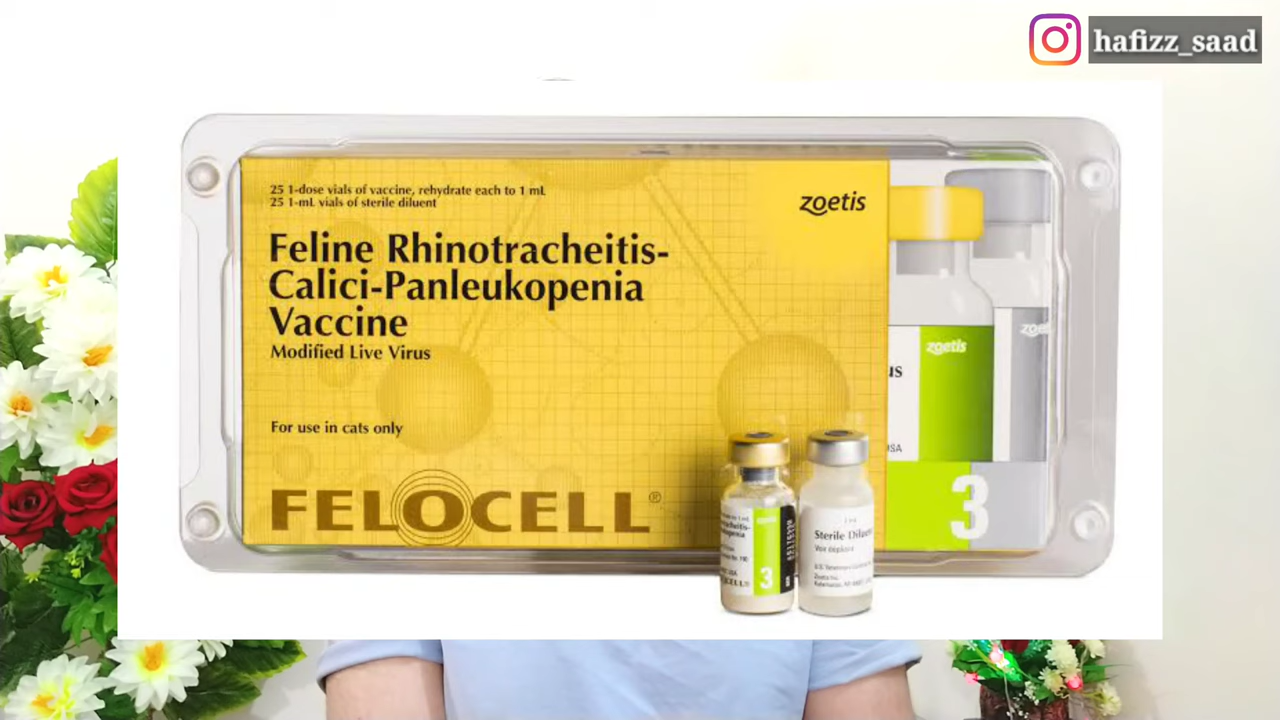 hafizz_saad
25 1-dose vials of vaccine, rehydrate each to 1 mL
25 1-mL vials of sterile diluent
zoetis
Feline Rhinotracheitis-
Calici-Panleukopenia
Vaccine
Modified Live Virus
For use in cats only
FELOCELL®
zoetis
3
3
Sterile